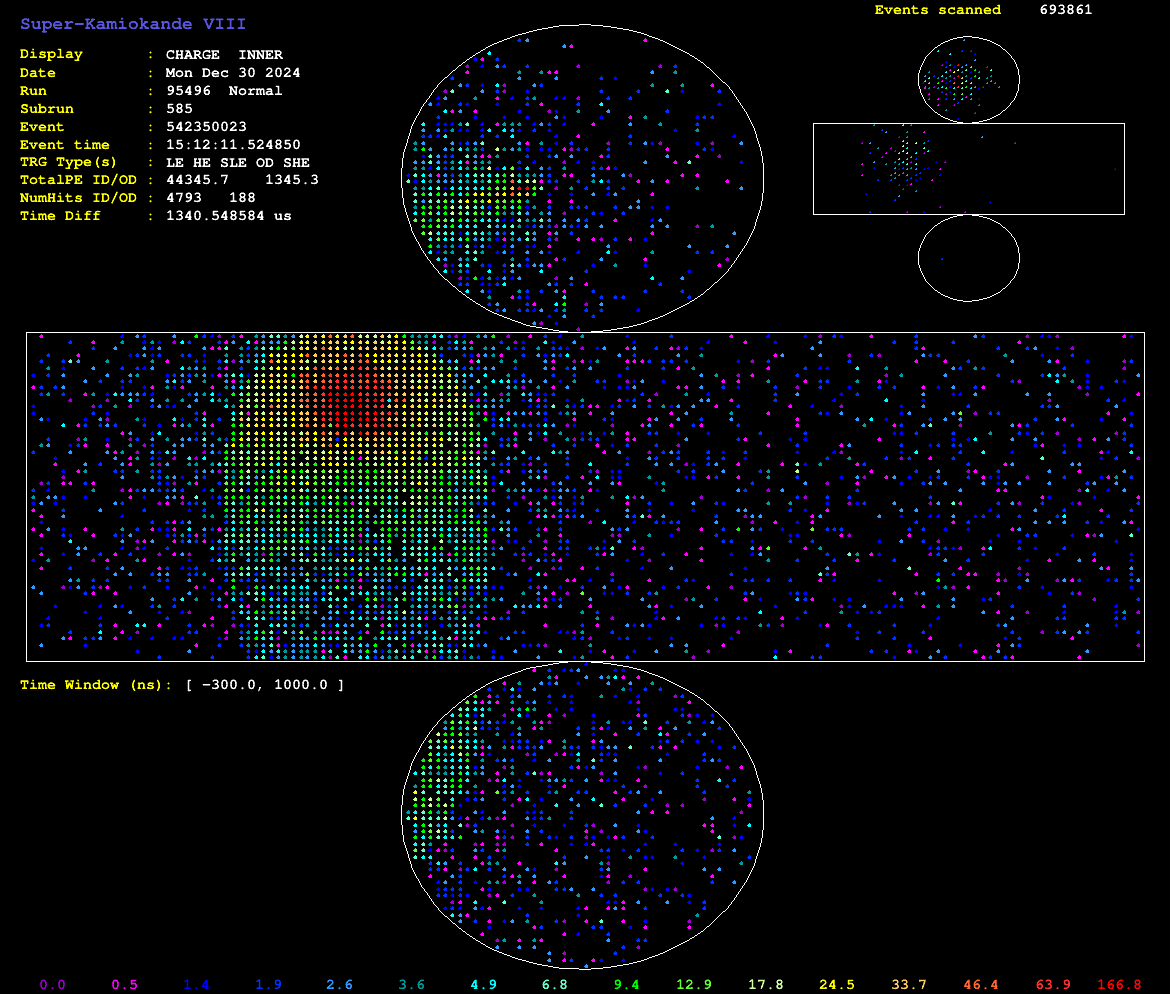 Super-Kamiokande VIII
Events scanned 693861
Display : CHARGE INNER
Date : Mon Dec 30 2024
Run : 95496 Normal
Subrun : 585
Event : 542350023
Event time : 15:12:11.524850
TRG Type(s) : LE HE SLE OD SHE
TotalPE ID/OD : 44345.7 1345.3
NumHits ID/OD : 4793 188
Time Diff : 1340.548584 us
Time Window (ns): [ -300.0, 1000.0 ]
0.0 0.5 1.4 1.9 2.6 3.6 4.9 6.8 9.4 12.9 17.8 24.5 33.7 46.4 63.9 166.8